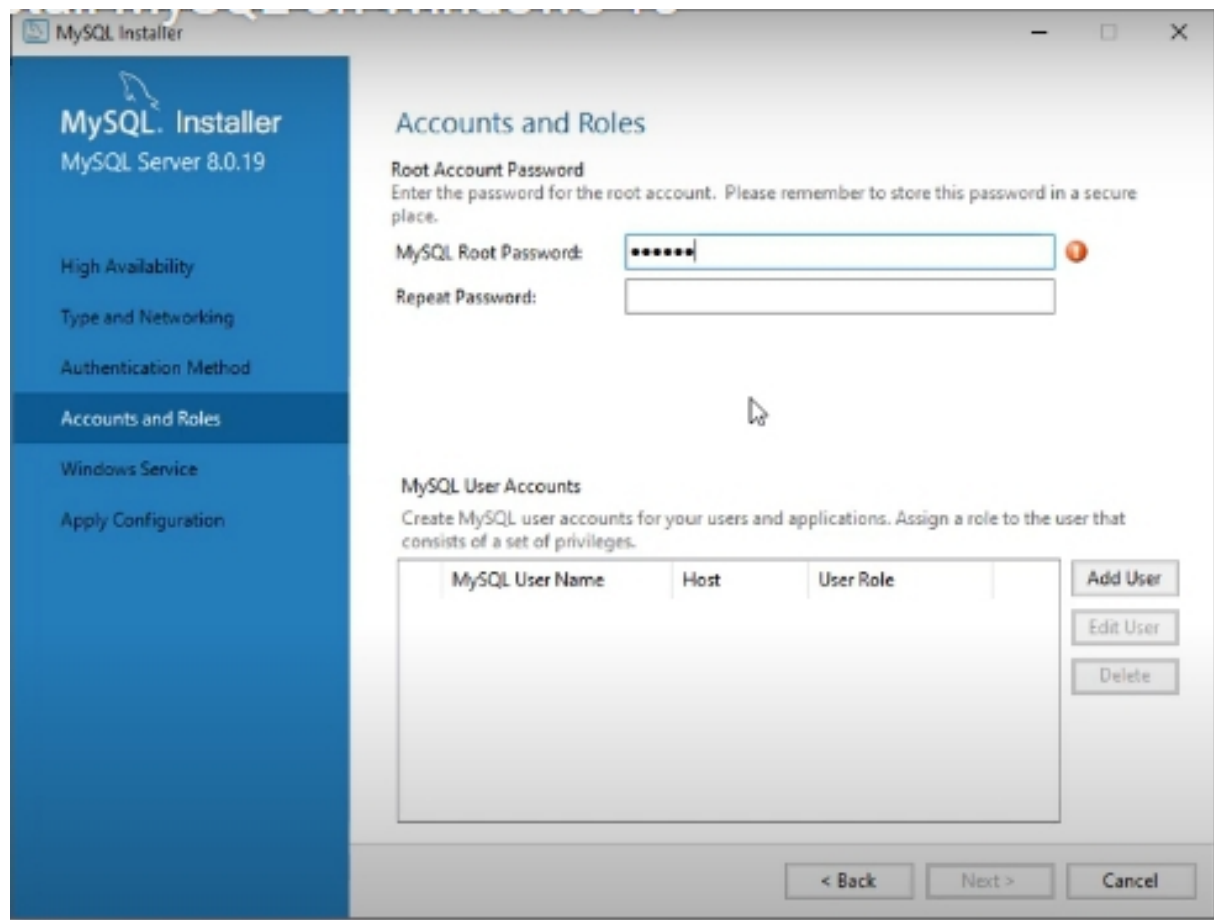 MySQL Installer
MySQL. Installer
MySQL Server 8.0.19
High Availability
Type and Networking
Authentication Method
Accounts and Roles
Windows Service
Apply Configuration
Accounts and Roles
Root Account Password
Enter the password for the root account. Please remember to store this password in a secure
place.
MySQL Root Password:
Repeat Password:
MySQL User Accounts
Create MySQL user accounts for your users and applications. Assign a role to the user that
consists of a set of privileges.
MySQL User Name Host User Role
Add User
Edit User
Delete
< Back Next > Cancel